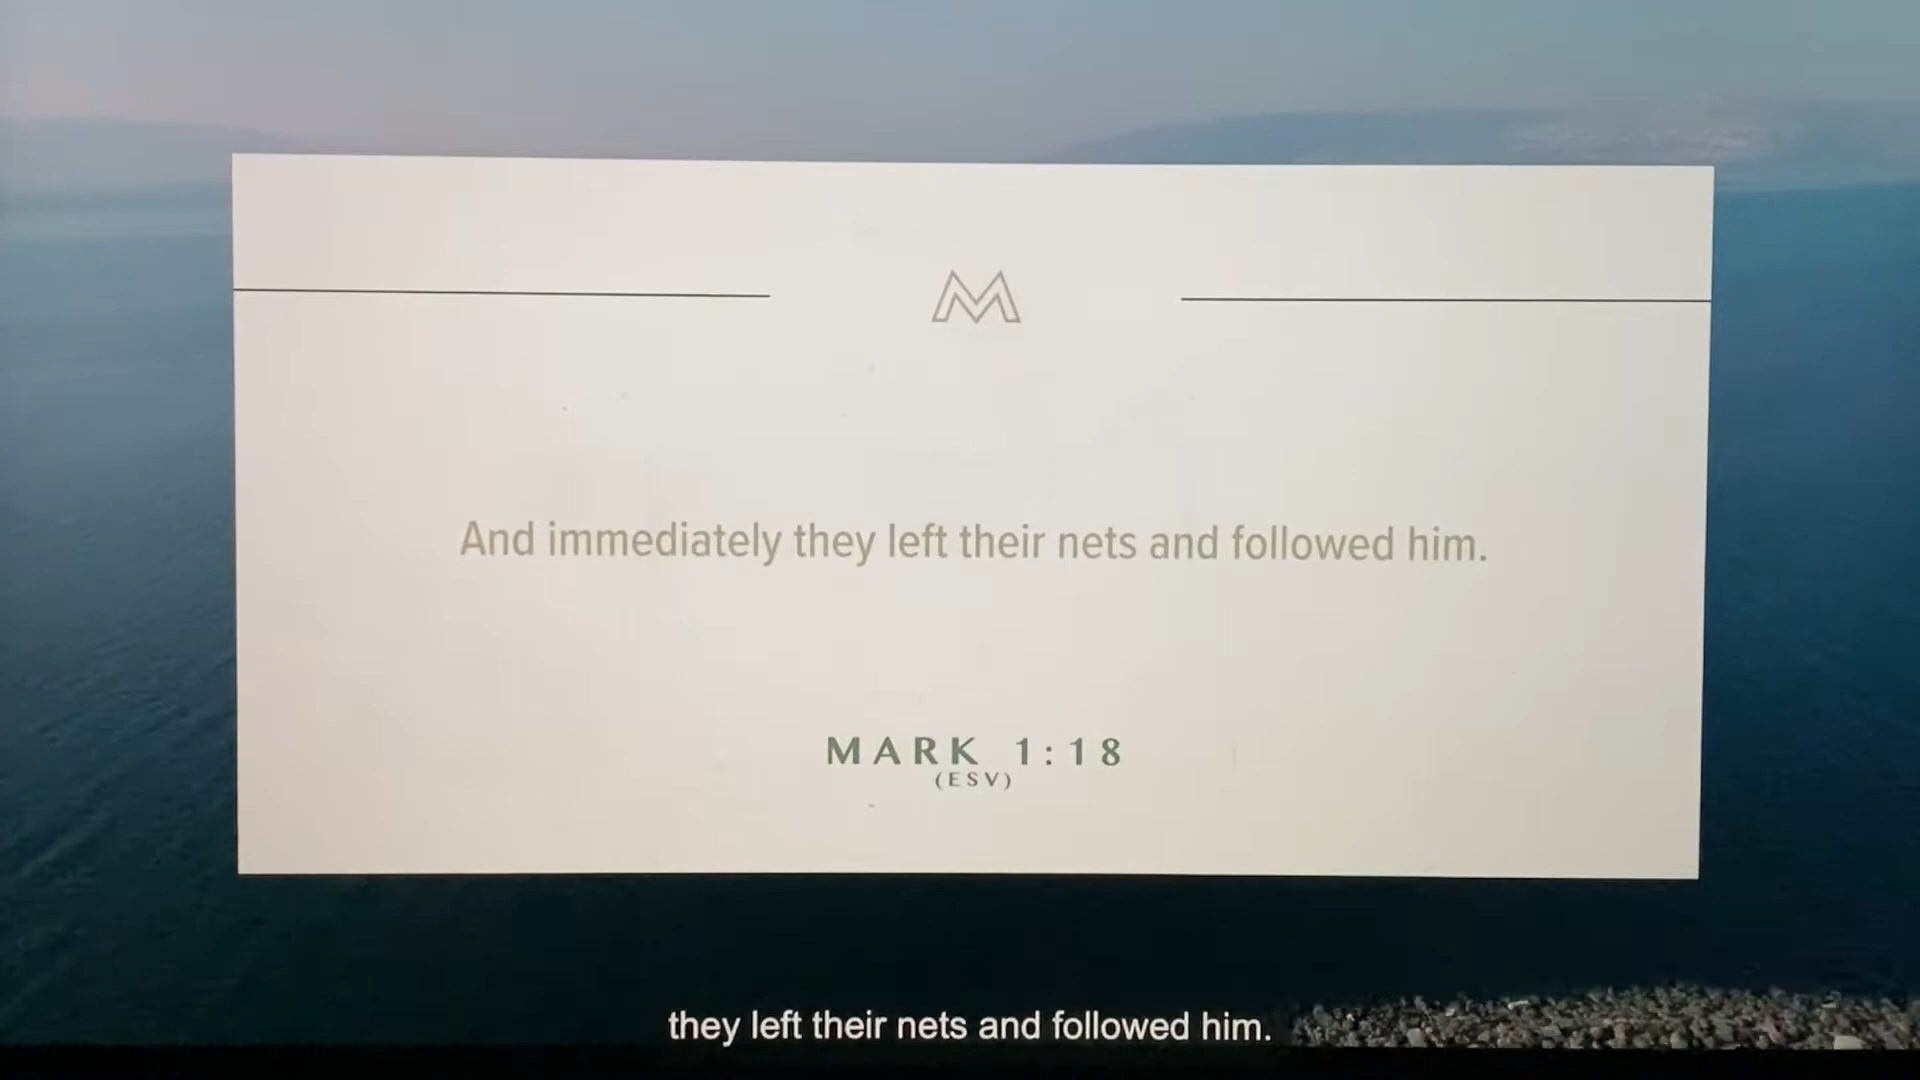 M
And immediately they left their nets and followed him.
MARK 1:18
(ESV)
they left their nets and followed him.